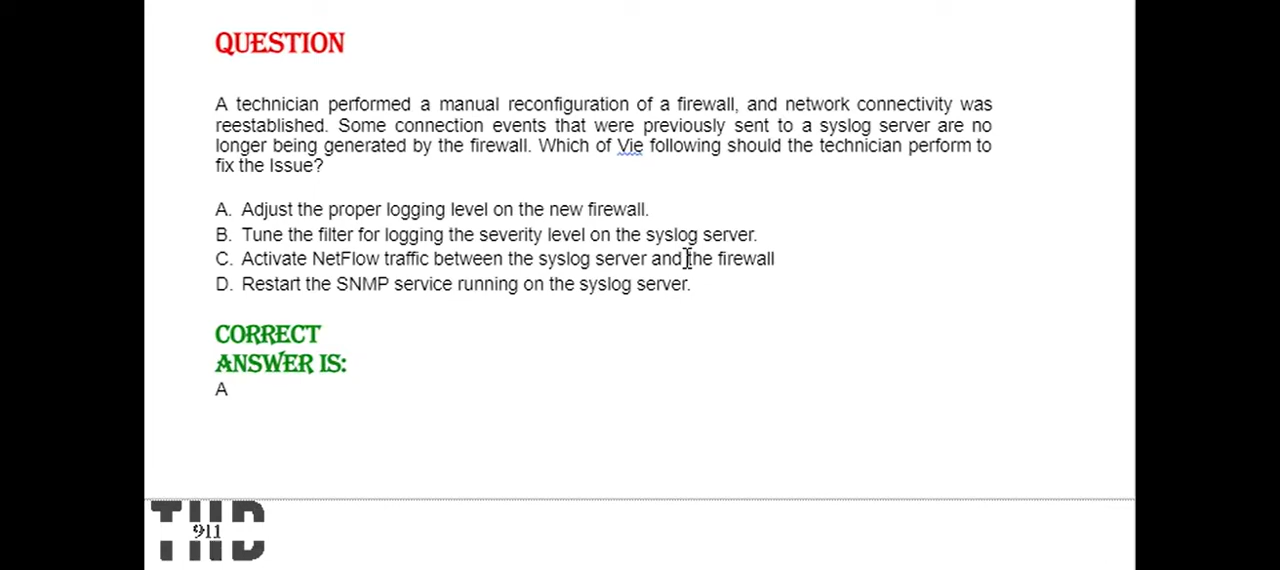 QUESTION
A technician performed a manual reconfiguration of a firewall, and network connectivity was
reestablished. Some connection events that were previously sent to a syslog server are no
longer being generated by the firewall. Which of Vie following should the technician perform to
fix the Issue?
A. Adjust the proper logging level on the new firewall.
B. Tune the filter for logging the severity level on the syslog server.
C. Activate NetFlow traffic between the syslog server and the firewall
D. Restart the SNMP service running on the syslog server.
CORRECT
ANSWER IS:
A
THD
911